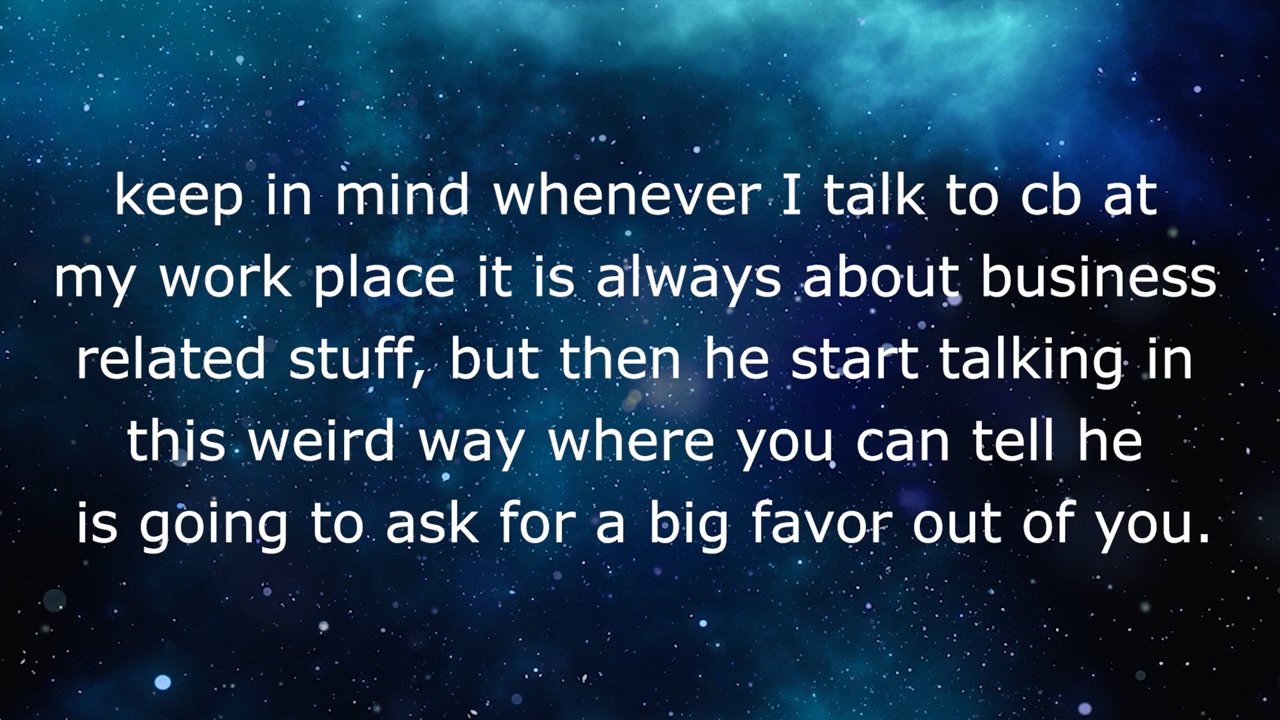 keep in mind whenever I talk to cb at
my work place it is always about business
related stuff, but then he start talking in
this weird way where you can tell he
is going to ask for a big favor out of you.